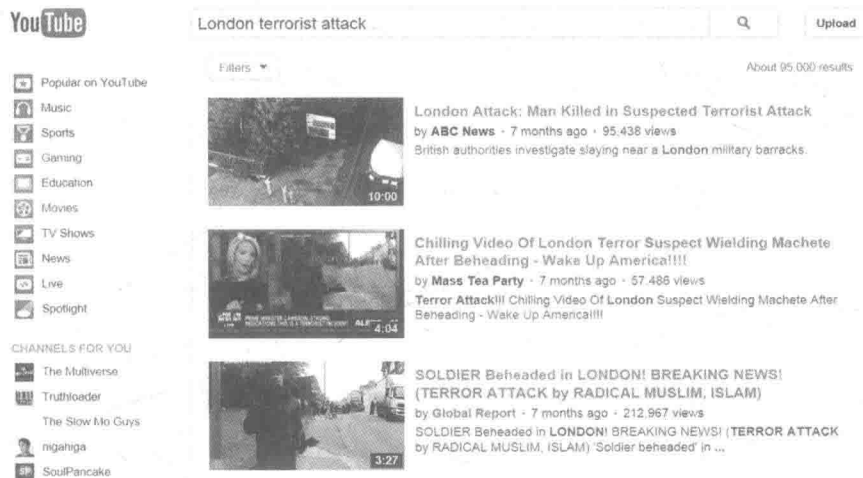 YouTube
London terrorist attack
Upload
Filters
About 95,000 results
Popular on YouTube
Music
Sports
Gaming
Education
Movies
TV Shows
News
Live
Spotlight
CHANNELS FOR YOU
The Multiverse
Truthloader
The Slow Mo Guys
nigahiga
SoulPancake
London Attack: Man Killed in Suspected Terrorist Attack
by ABC News · 7 months ago · 95,438 views
British authorities investigate slaying near a London military barracks.
10:00
Chilling Video Of London Terror Suspect Wielding Machete
After Beheading - Wake Up America!!!!
by Mass Tea Party · 7 months ago · 57,486 views
Terror Attack!!! Chilling Video Of London Suspect Wielding Machete After
Beheading - Wake Up America!!!!
4:04
SOLDIER Beheaded in LONDON! BREAKING NEWS!
(TERROR ATTACK by RADICAL MUSLIM, ISLAM)
by Global Report · 7 months ago · 212,967 views
SOLDIER Beheaded in LONDON! BREAKING NEWS! (TERROR ATTACK
by RADICAL MUSLIM, ISLAM) 'Soldier beheaded' in ...
3:27